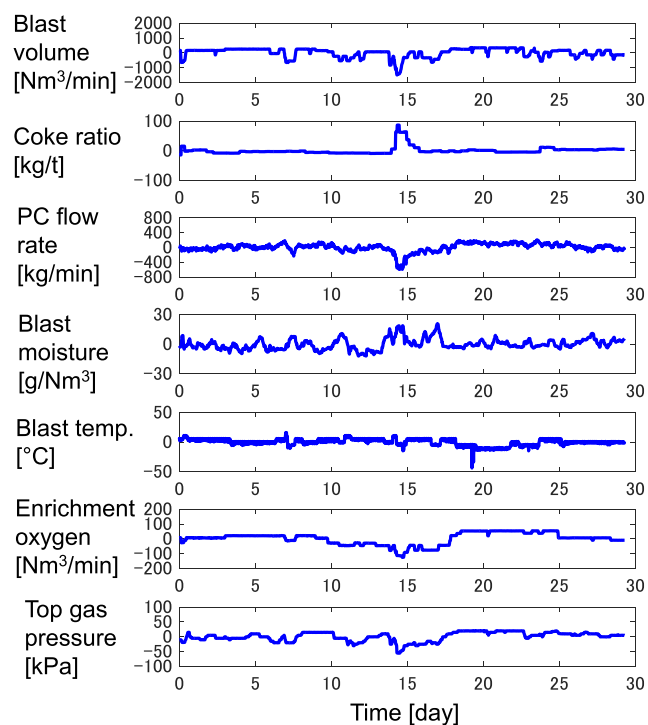 Blast
volume
[Nm³/min]
2000
1000
0
−1000
−2000
0 5 10 15 20 25 30
Coke ratio
[kg/t]
100
0
−100
0 5 10 15 20 25 30
PC flow
rate
[kg/min]
800
400
0
−400
−800
0 5 10 15 20 25 30
Blast
moisture
[g/Nm³]
30
0
−30
0 5 10 15 20 25 30
Blast temp.
[°C]
50
0
−50
0 5 10 15 20 25 30
Enrichment
oxygen
[Nm³/min]
200
100
0
−100
−200
0 5 10 15 20 25 30
Top gas
pressure
[kPa]
100
50
0
−50
−100
0 5 10 15 20 25 30
Time [day]